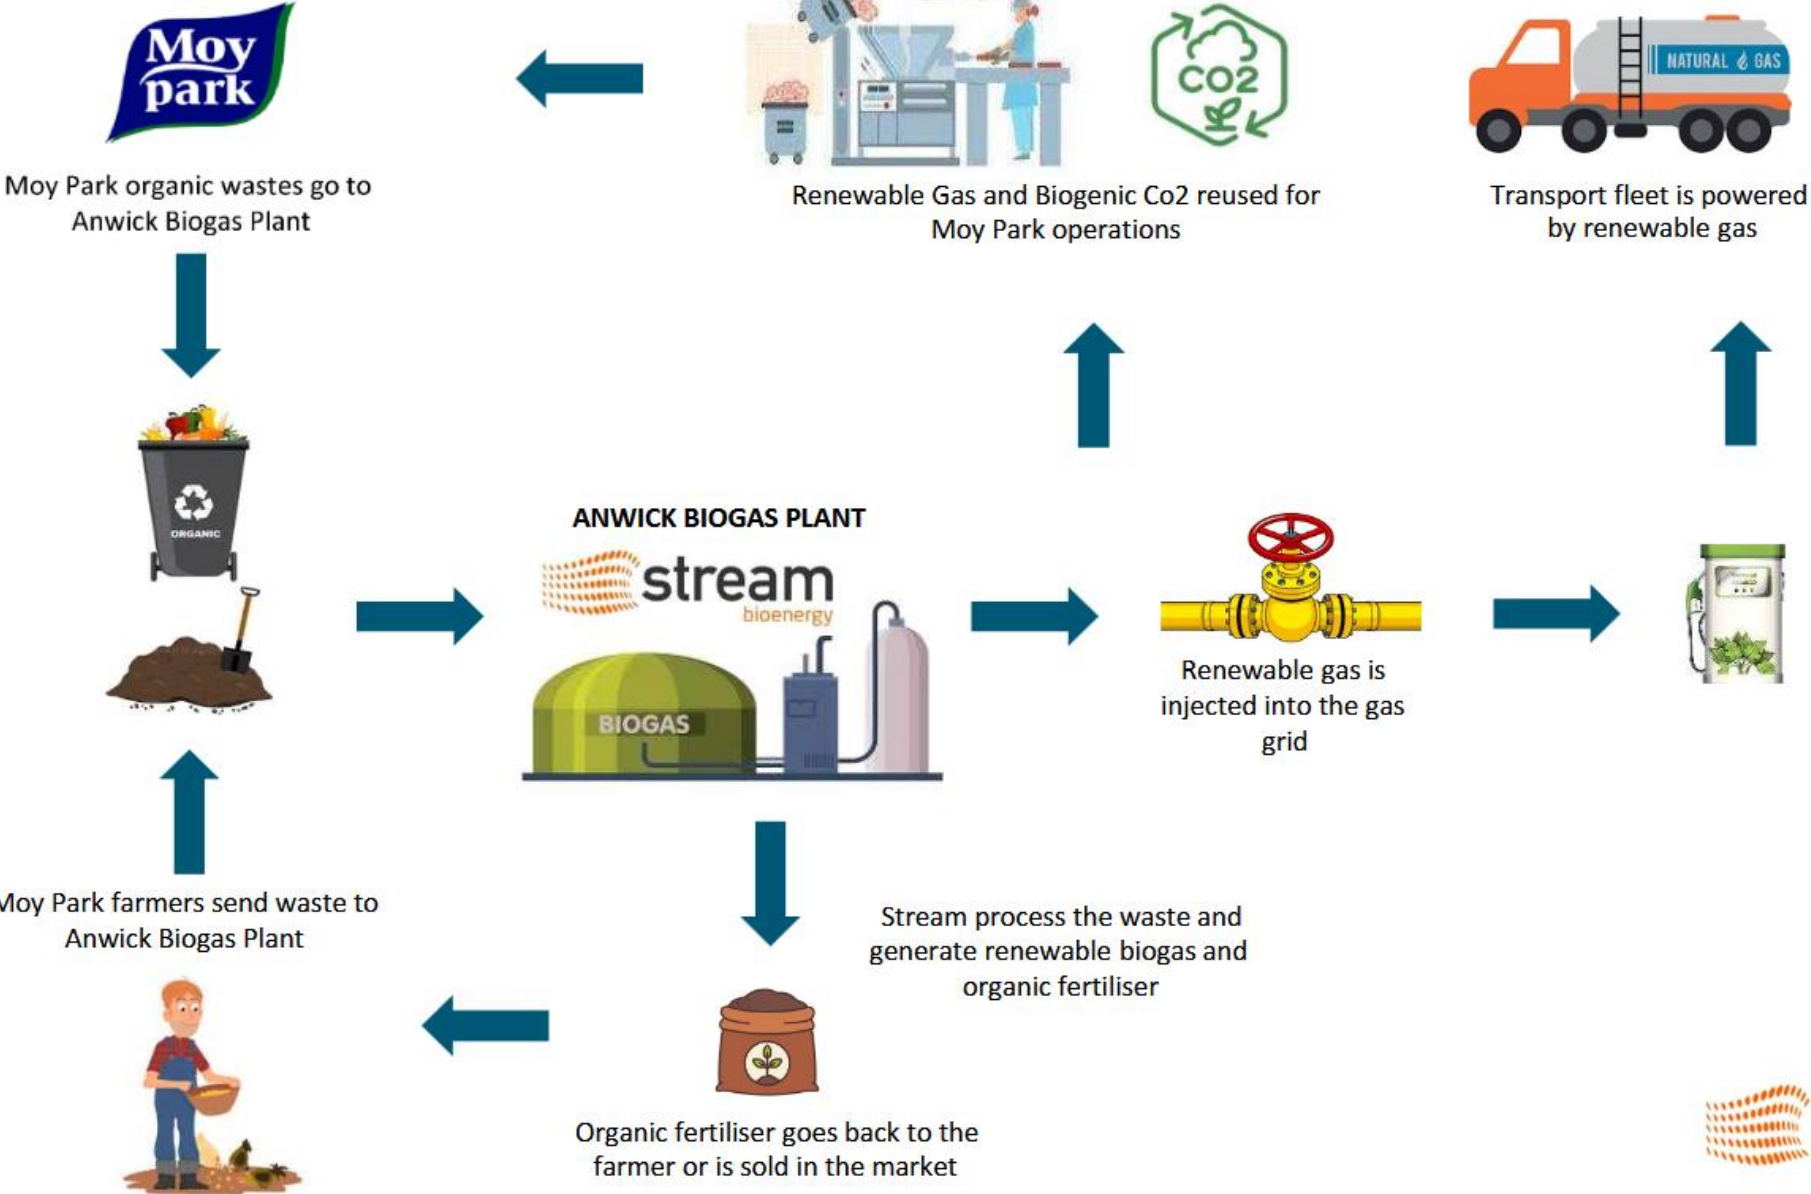 Moy
park
Moy Park organic wastes go to
Anwick Biogas Plant
CO2
Renewable Gas and Biogenic Co2 reused for
Moy Park operations
NATURAL GAS
Transport fleet is powered
by renewable gas
ORGANIC
ANWICK BIOGAS PLANT
stream
bioenergy
BIOGAS
Renewable gas is
injected into the gas
grid
Moy Park farmers send waste to
Anwick Biogas Plant
Stream process the waste and
generate renewable biogas and
organic fertiliser
Organic fertiliser goes back to the
farmer or is sold in the market